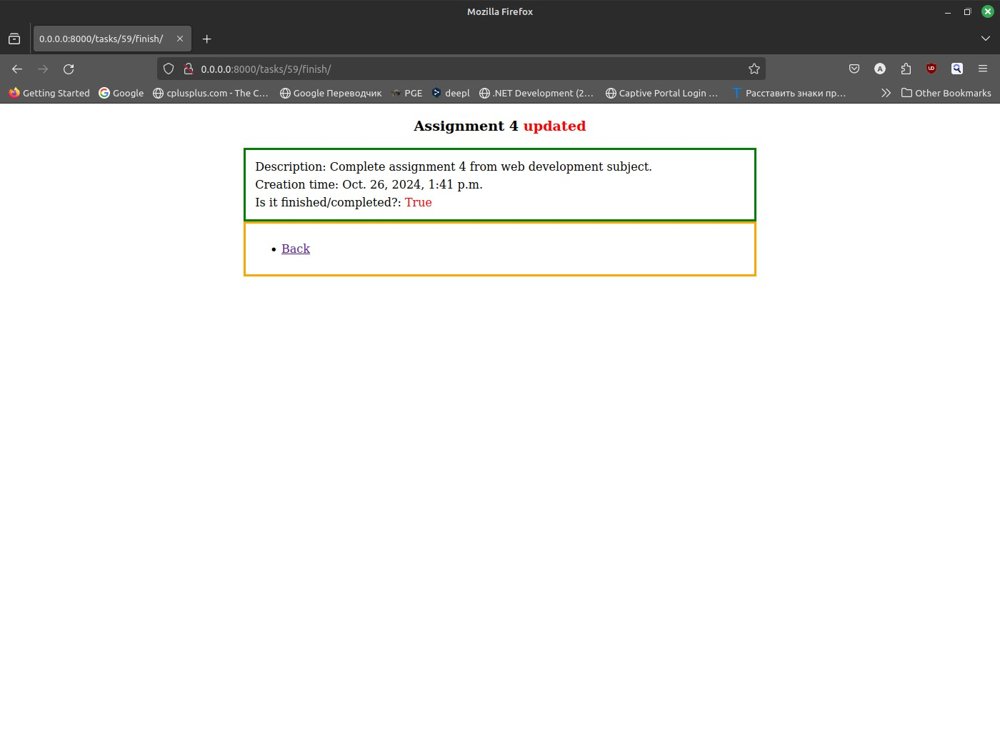 Mozilla Firefox
0.0.0.0:8000/tasks/59/finish/
0.0.0.0:8000/tasks/59/finish/
Getting Started Google cplusplus.com - The C... Google Переводчик PGE deepl .NET Development (2... Captive Portal Login ... Расставить знаки пр... Other Bookmarks
Assignment 4 updated
Description: Complete assignment 4 from web development subject.
Creation time: Oct. 26, 2024, 1:41 p.m.
Is it finished/completed?: True
• Back